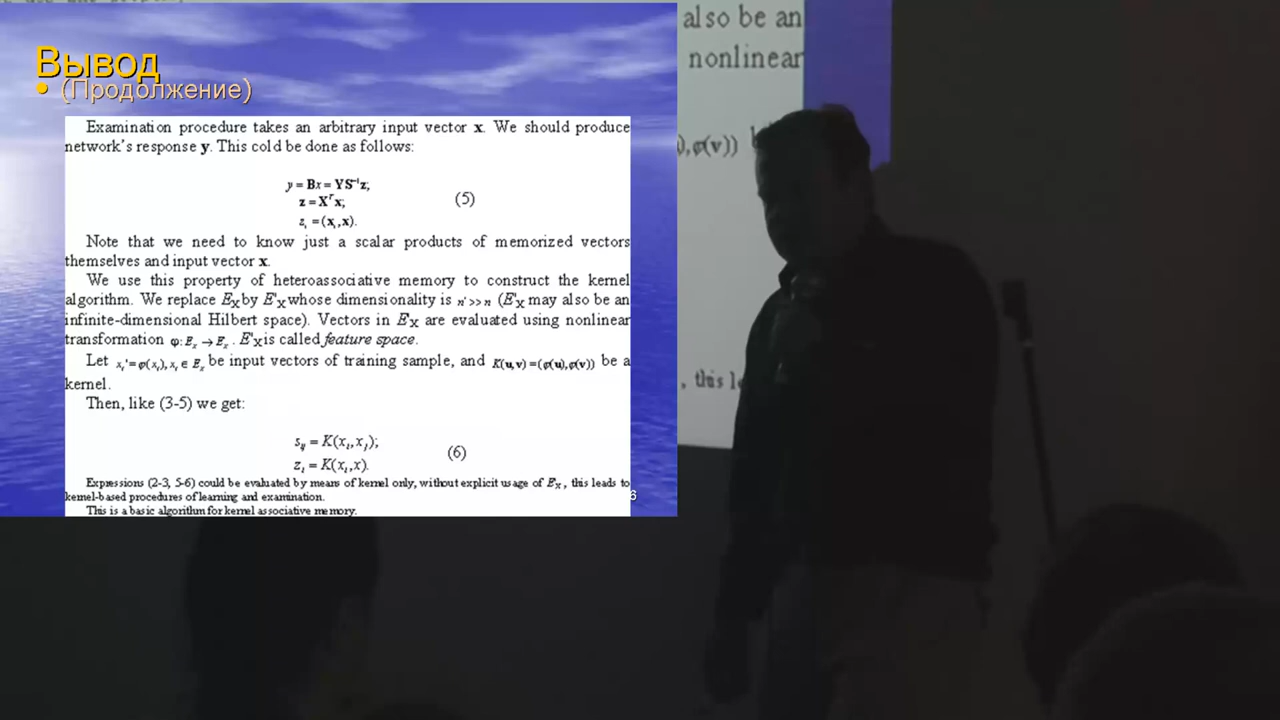 Вывод
• (Продолжение)
Examination procedure takes an arbitrary input vector x. We should produce
network's response y. This cold be done as follows:
y = Bx = YS⁻¹z;
z = Xᵀx;
(5)
zᵢ = (xᵢ,x).
Note that we need to know just a scalar products of memorized vectors
themselves and input vector x.
We use this property of heteroassociative memory to construct the kernel
algorithm. We replace E_X by E'_X whose dimensionality is n' >> n (E'_X may also be an
infinite-dimensional Hilbert space). Vectors in E'_X are evaluated using nonlinear
transformation φ: E_x → E_x'. E'_X is called feature space.
Let xᵢ'=φ(xᵢ), xᵢ ∈ E_x be input vectors of training sample, and K(u,v)=(φ(u),φ(v)) be a
kernel.
Then, like (3-5) we get:
sᵢⱼ = K(xᵢ,xⱼ);
(6)
zᵢ = K(xᵢ,x).
Expressions (2-3, 5-6) could be evaluated by means of kernel only, without explicit usage of E'_X, this leads to
kernel-based procedures of learning and examination.
This is a basic algorithm for kernel associative memory.
6
also be an
nonlinear
),φ(v))
, this